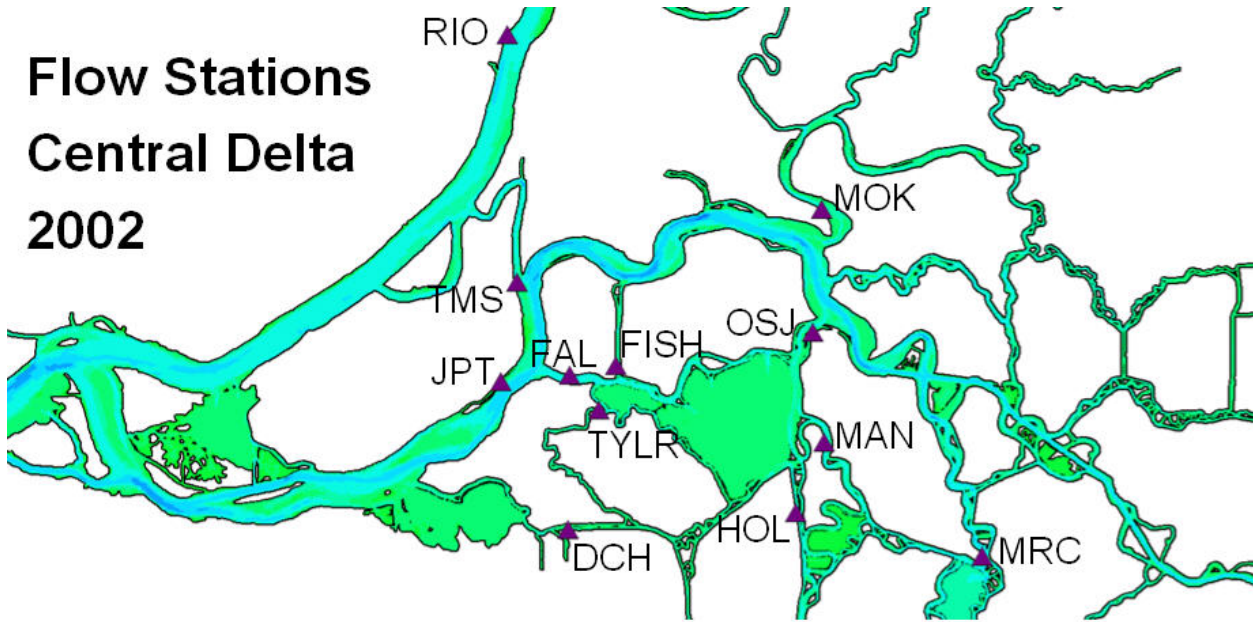 Flow Stations
Central Delta
2002
RIO
MOK
TMS
OSJ
FAL
FISH
JPT
TYLR
MAN
HOL
DCH
MRC